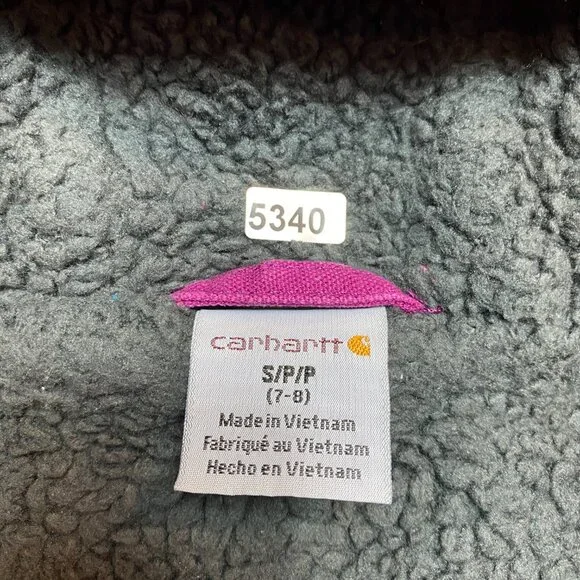 5340
carhartt
S/P/P
(7-8)
Made in Vietnam
Fabriqué au Vietnam
Hecho en Vietnam